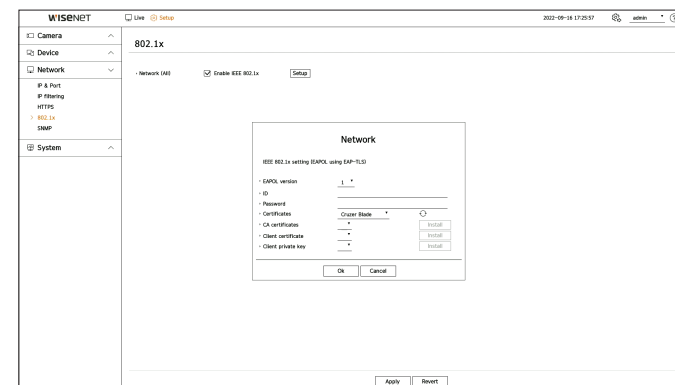 WISENET
Live Setup
2022-09-16 17:25:57
admin
Camera
Device
Network
IP & Port
IP filtering
HTTPS
802.1x
SNMP
System
802.1x
Network (All) Enable IEEE 802.1x Setup
Network
IEEE 802.1x setting (EAPOL using EAP-TLS)
EAPOL version 1
ID
Password
Certificates Cruzer Blade
CA certificates Install
Client certificate Install
Client private key Install
Ok Cancel
Apply Revert